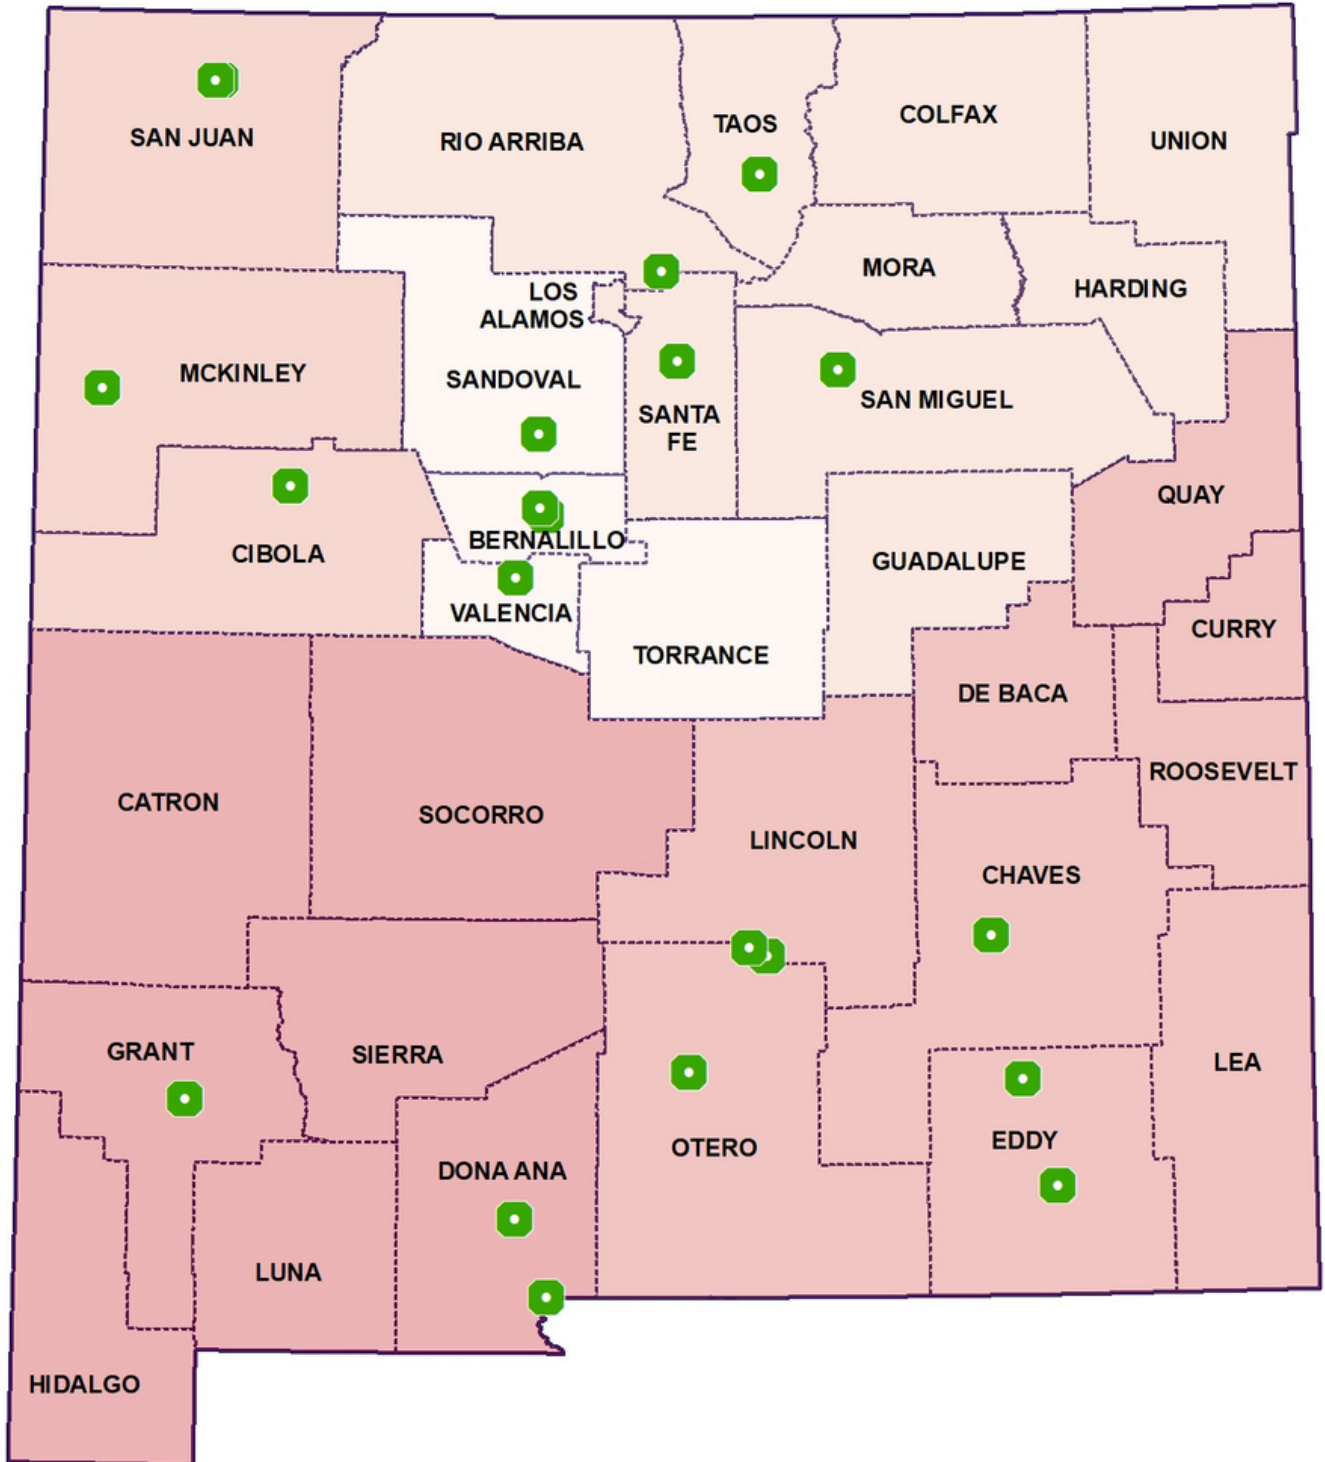 SAN JUAN
RIO ARRIBA
TAOS
COLFAX
UNION
LOS
ALAMOS
MORA
HARDING
MCKINLEY
SANDOVAL
SANTA
FE
SAN MIGUEL
QUAY
CIBOLA
BERNALILLO
VALENCIA
GUADALUPE
TORRANCE
CURRY
DE BACA
ROOSEVELT
CATRON
SOCORRO
LINCOLN
CHAVES
GRANT
SIERRA
LEA
OTERO
EDDY
DONA ANA
LUNA
HIDALGO